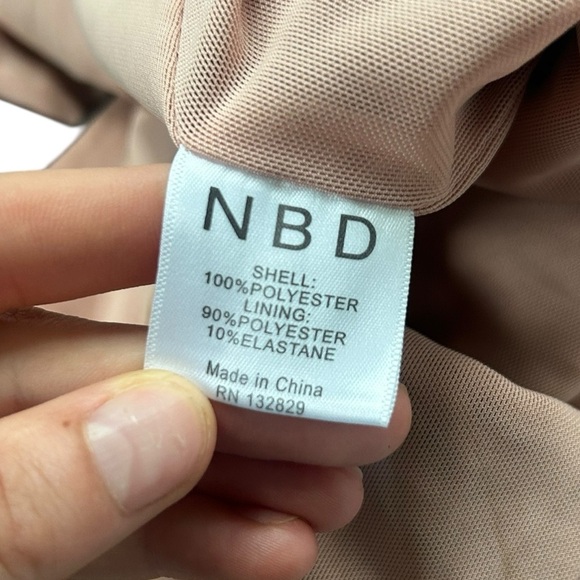 NBD
SHELL:
100%POLYESTER
LINING:
90%POLYESTER
10%ELASTANE
Made in China
RN 132829